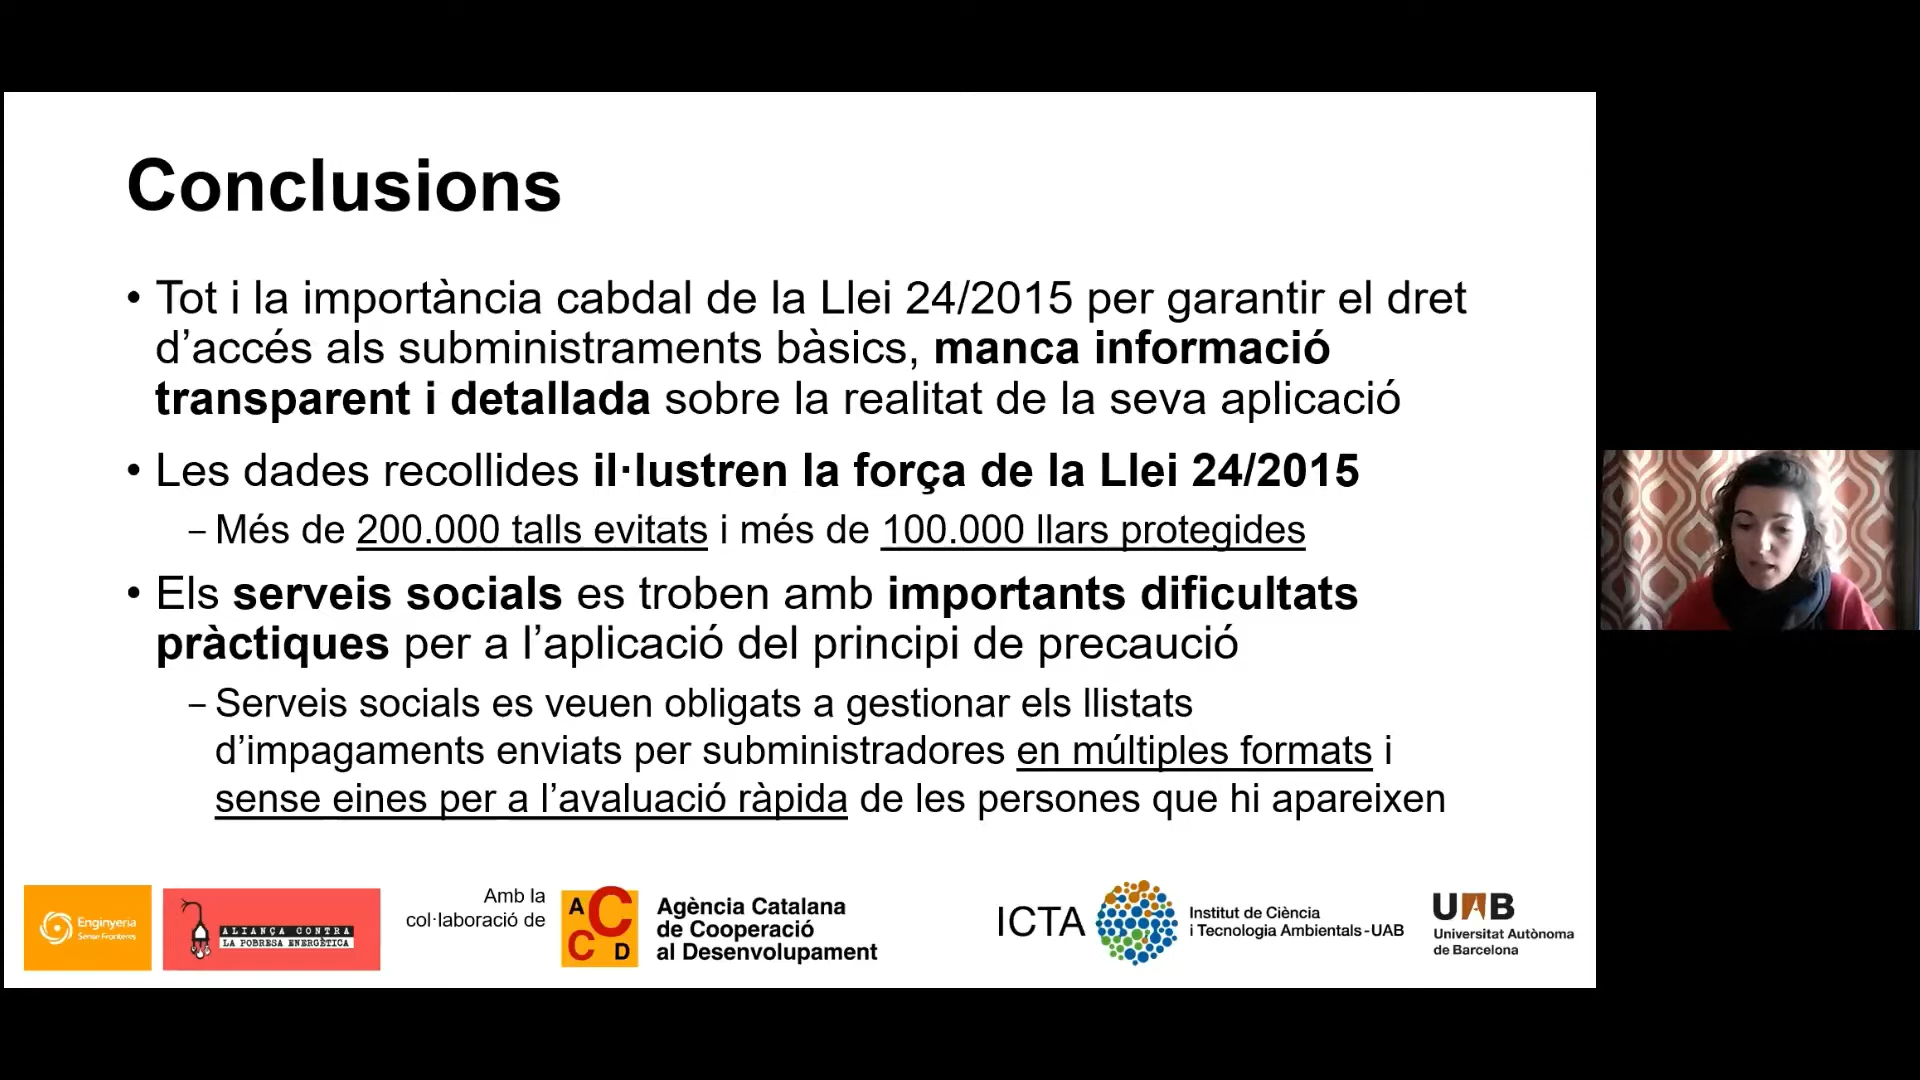 Conclusions
• Tot i la importància cabdal de la Llei 24/2015 per garantir el dret
d’accés als subministraments bàsics, manca informació
transparent i detallada sobre la realitat de la seva aplicació
• Les dades recollides il·lustren la força de la Llei 24/2015
– Més de 200.000 talls evitats i més de 100.000 llars protegides
• Els serveis socials es troben amb importants dificultats
pràctiques per a l’aplicació del principi de precaució
– Serveis socials es veuen obligats a gestionar els llistats
d’impagaments enviats per subministradores en múltiples formats i
sense eines per a l’avaluació ràpida de les persones que hi apareixen
Enginyeria
Sense Fronteres
ALIANÇA CONTRA
LA POBRESA ENERGÈTICA
Amb la
col·laboració de
ACCD
Agència Catalana
de Cooperació
al Desenvolupament
ICTA
Institut de Ciència
i Tecnologia Ambientals-UAB
UAB
Universitat Autònoma
de Barcelona